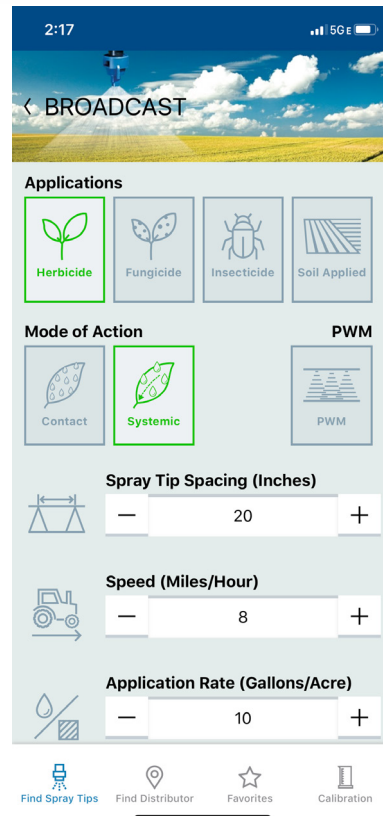 2:17
5GE
BROADCAST
Applications
Herbicide Fungicide Insecticide Soil Applied
Mode of Action PWM
Contact Systemic PWM
Spray Tip Spacing (Inches)
— 20 +
Speed (Miles/Hour)
— 8 +
Application Rate (Gallons/Acre)
— 10 +
Find Spray Tips Find Distributor Favorites Calibration